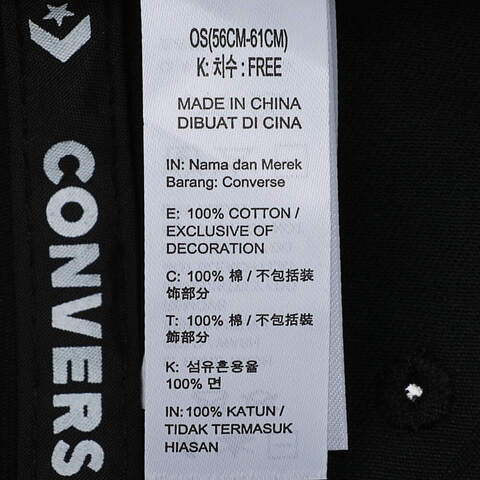 CONVERS
OS(56CM-61CM)
K: 치수 : FREE
MADE IN CHINA
DIBUAT DI CINA
IN: Nama dan Merek
Barang: Converse
E: 100% COTTON /
EXCLUSIVE OF
DECORATION
C: 100% 棉 / 不包括装
饰部分
T: 100% 棉 / 不包括裝
飾部分
K: 섬유혼용율
100% 면
IN: 100% KATUN /
TIDAK TERMASUK
HIASAN